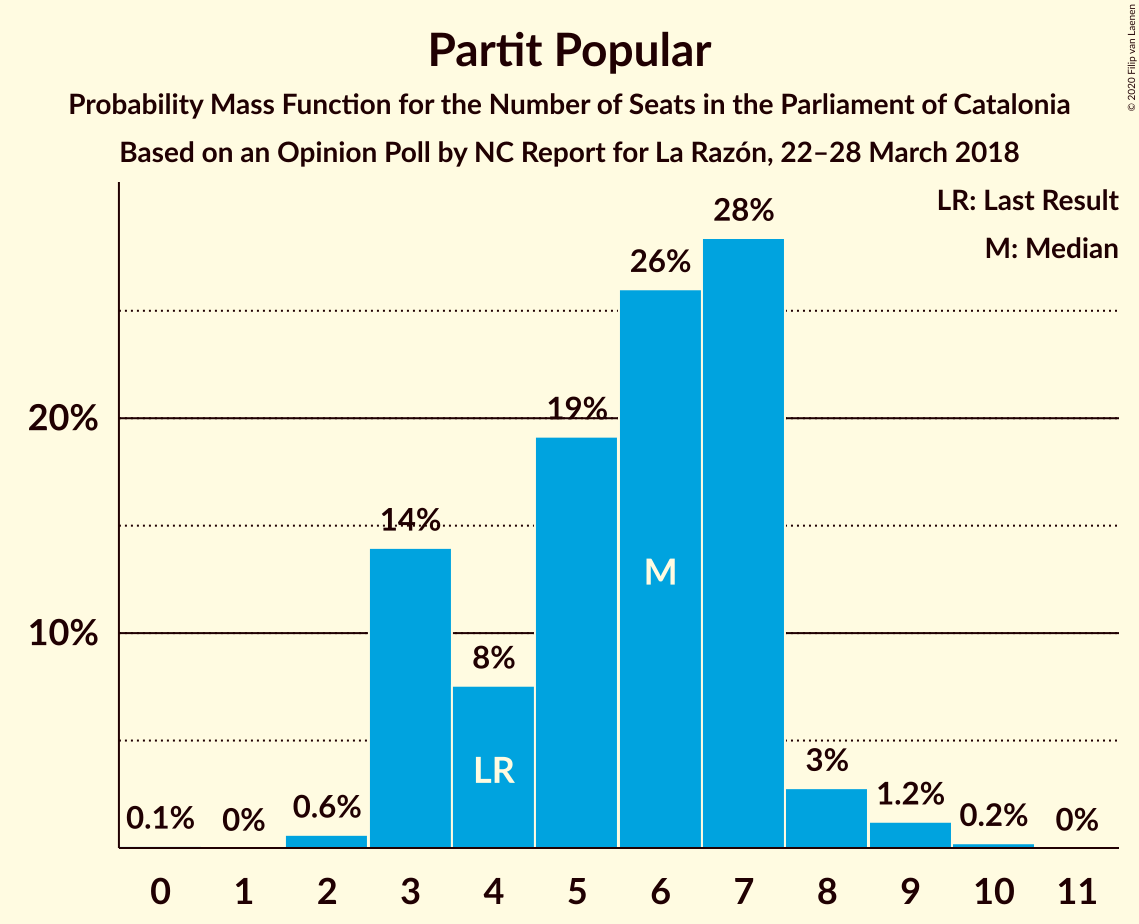 Partit Popular
Probability Mass Function for the Number of Seats in the Parliament of Catalonia
Based on an Opinion Poll by NC Report for La Razón, 22–28 March 2018
© 2020 Filip van Laenen
LR: Last Result
M: Median
28%
26%
20%
19%
14%
M
10%
8%
LR
3%
1.2%
0.1%
0%
0.6%
0.2%
0%
0 1 2 3 4 5 6 7 8 9 10 11